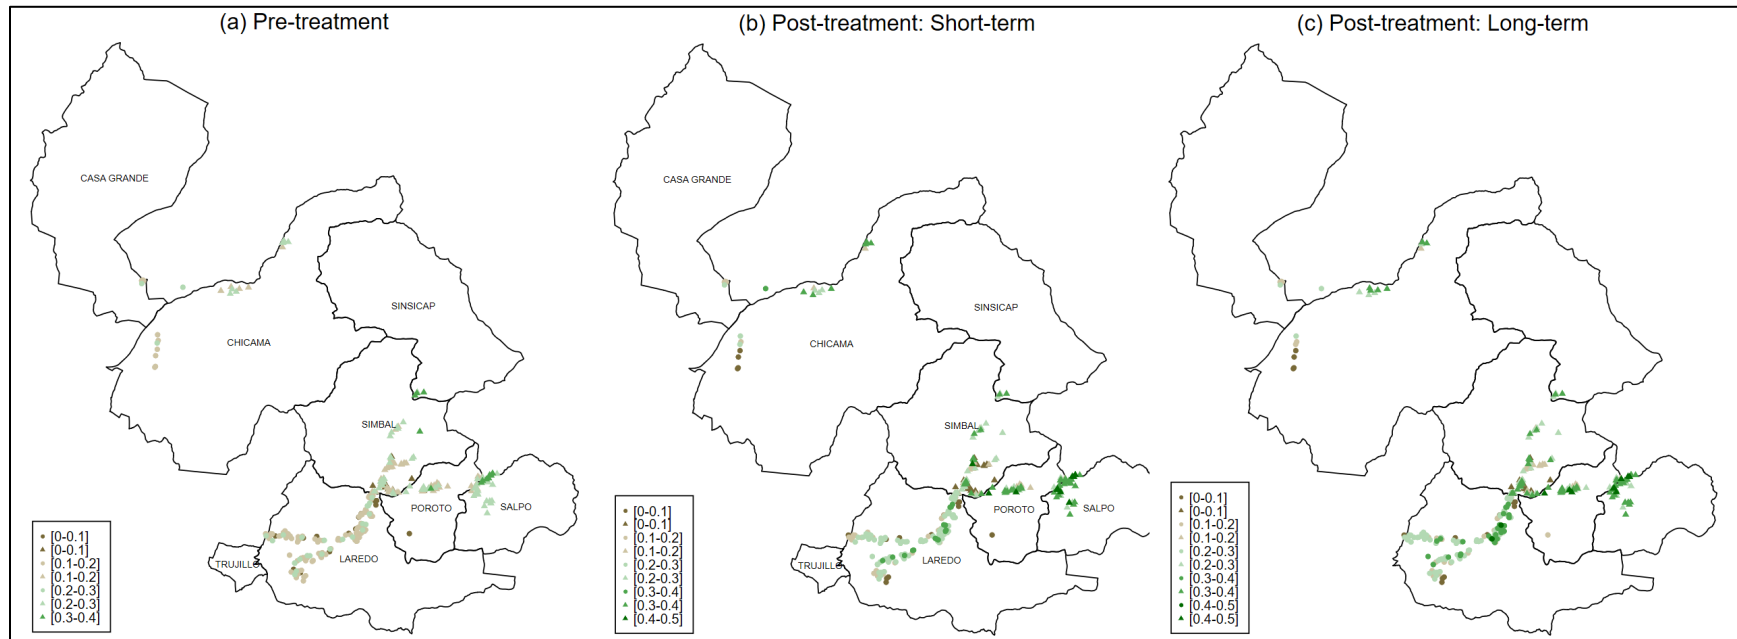 (a) Pre-treatment
CASA GRANDE
SINSICAP
CHICAMA
SIMBAL
POROTO
SALPO
LAREDO
TRUJILLO
[0-0.1]
[0-0.1]
[0.1-0.2]
[0.1-0.2]
[0.2-0.3]
[0.2-0.3]
[0.3-0.4]
(b) Post-treatment: Short-term
CASA GRANDE
SINSICAP
CHICAMA
SIMBAL
POROTO
SALPO
LAREDO
TRUJILLO
[0-0.1]
[0-0.1]
[0.1-0.2]
[0.1-0.2]
[0.2-0.3]
[0.2-0.3]
[0.3-0.4]
[0.3-0.4]
[0.4-0.5]
(c) Post-treatment: Long-term
[0-0.1]
[0-0.1]
[0.1-0.2]
[0.1-0.2]
[0.2-0.3]
[0.2-0.3]
[0.3-0.4]
[0.3-0.4]
[0.4-0.5]
[0.4-0.5]